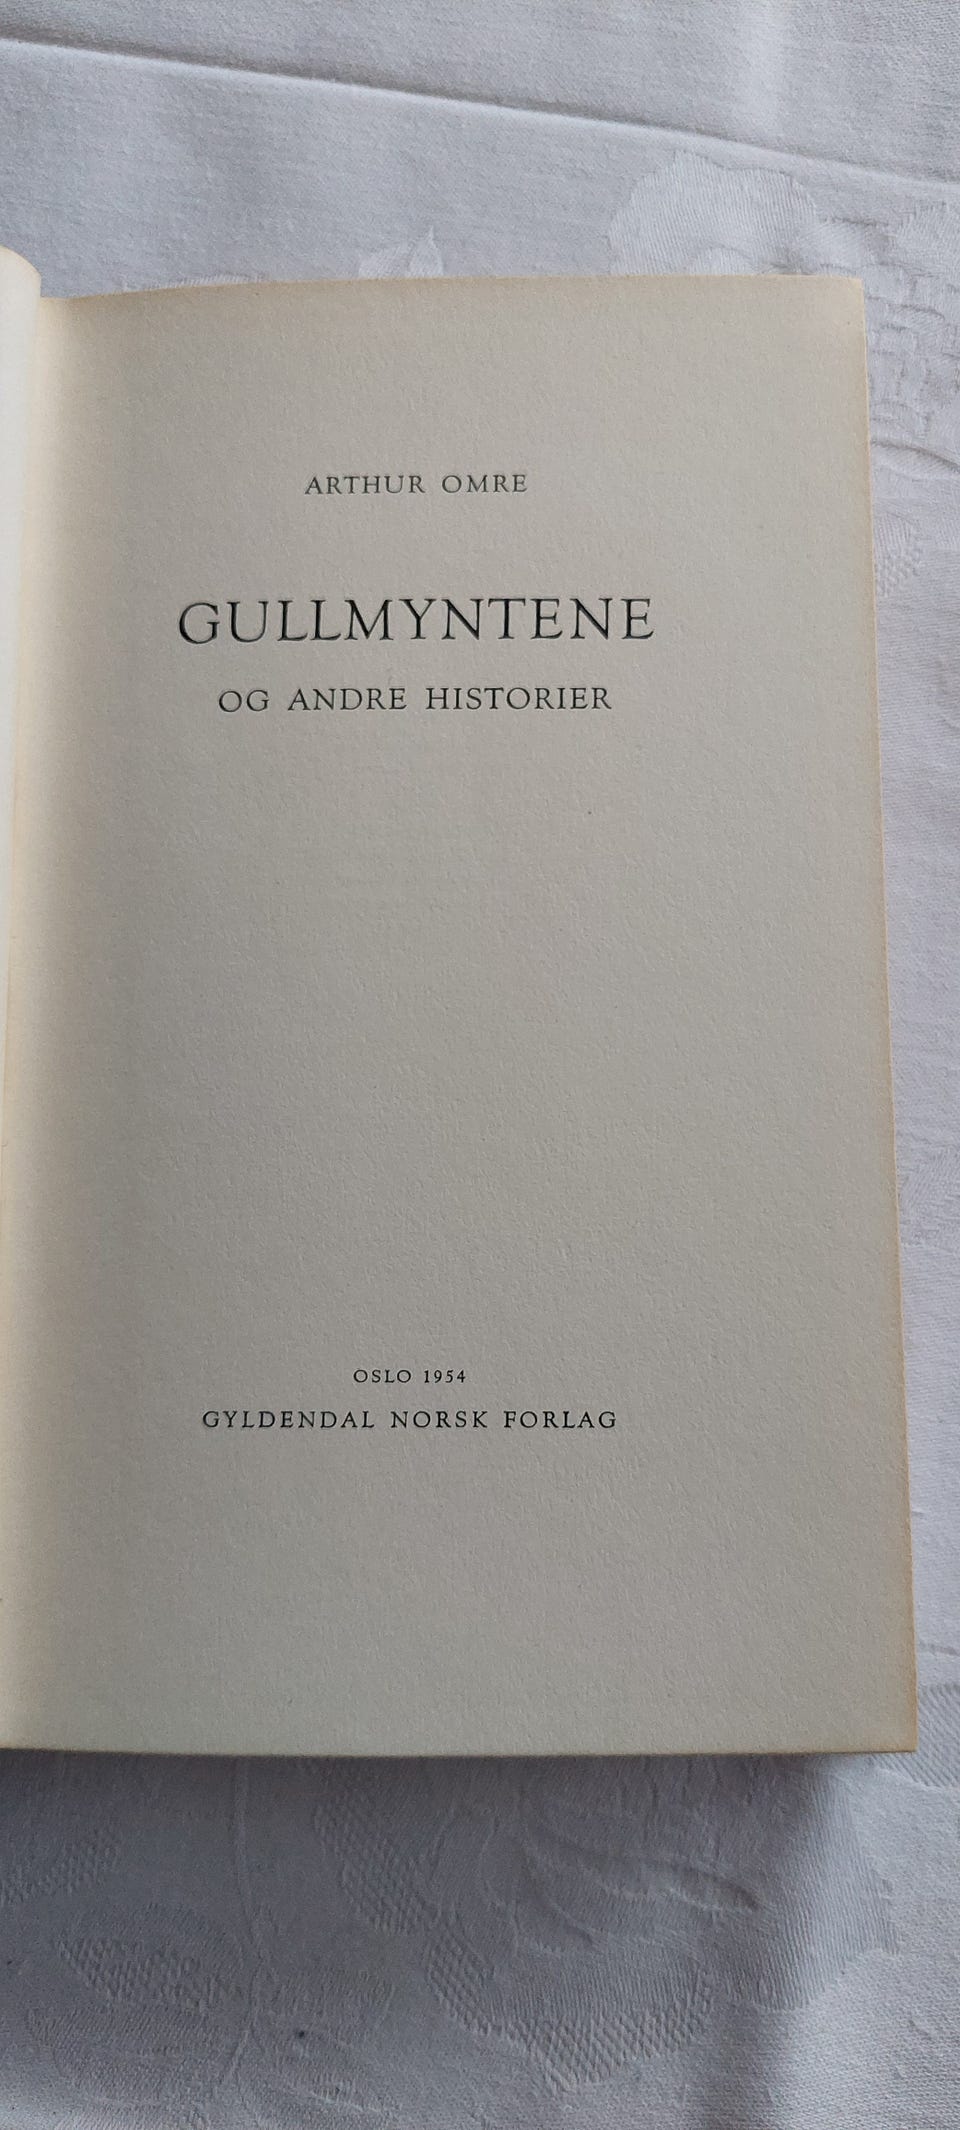 ARTHUR OMRE
GULLMYNTENE
OG ANDRE HISTORIER
OSLO 1954
GYLDENDAL NORSK FORLAG